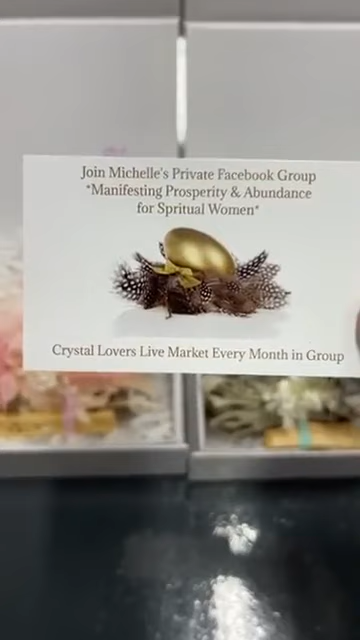 Join Michelle's Private Facebook Group
"Manifesting Prosperity & Abundance
for Spritual Women"
Crystal Lovers Live Market Every Month in Group